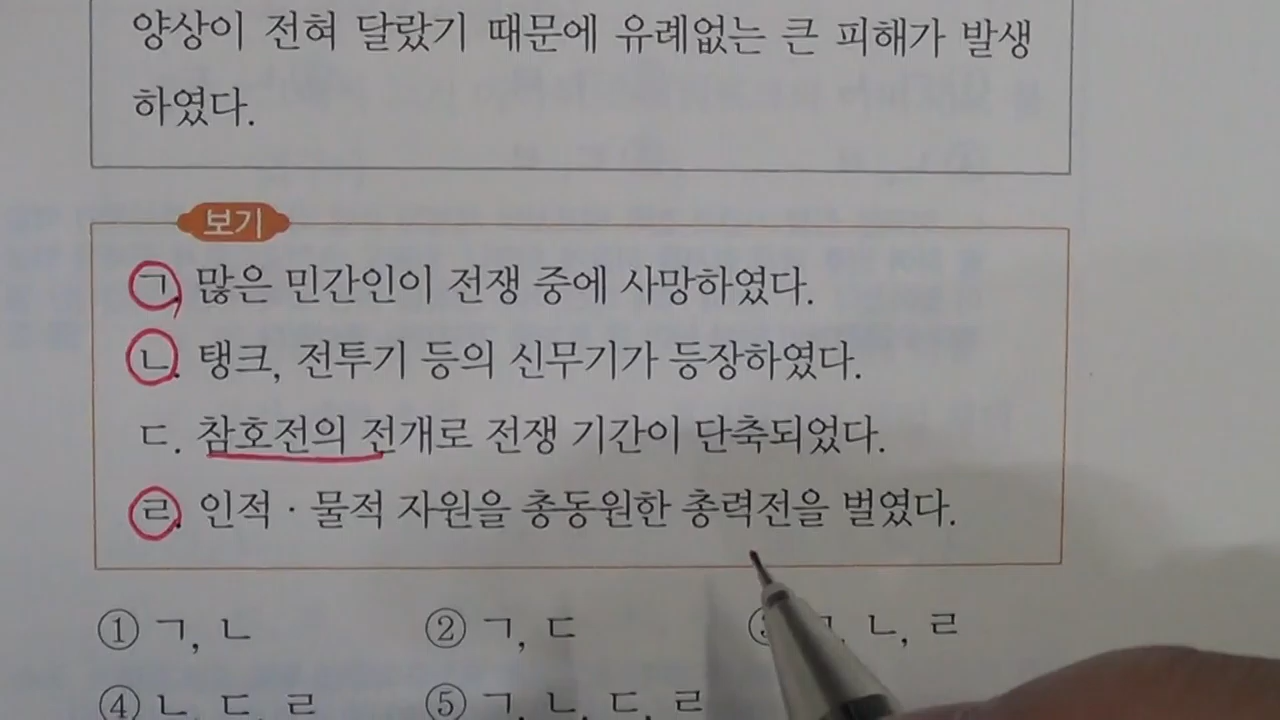 양상이 전혀 달랐기 때문에 유례없는 큰 피해가 발생
하였다.
보기
ㄱ. 많은 민간인이 전쟁 중에 사망하였다.
ㄴ. 탱크, 전투기 등의 신무기가 등장하였다.
ㄷ. 참호전의 전개로 전쟁 기간이 단축되었다.
ㄹ. 인적·물적 자원을 총동원한 총력전을 벌였다.
① ㄱ, ㄴ ② ㄱ, ㄷ ㄴ, ㄹ
④ ㄴ, ㄷ, ㄹ ⑤ ㄱ, ㄴ, ㄷ, ㄹ